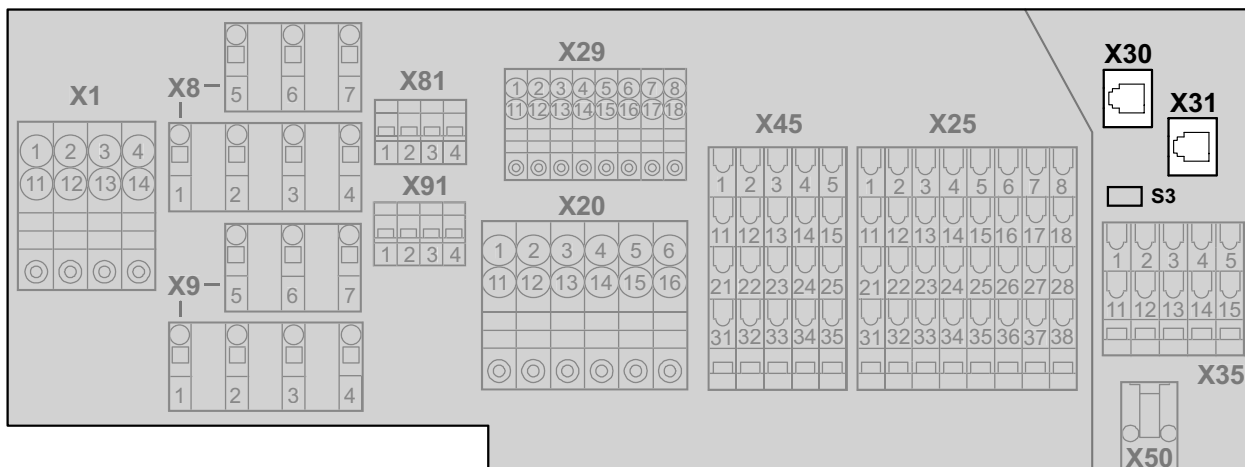 X1
1 2 3 4
11 12 13 14
X8
5 6 7
1 2 3 4
X9
5 6 7
1 2 3 4
X81
1 2 3 4
X91
1 2 3 4
X29
1 2 3 4 5 6 7 8
11 12 13 14 15 16 17 18
X20
1 2 3 4 5 6
11 12 13 14 15 16
X45
1 2 3 4 5
11 12 13 14 15
21 22 23 24 25
31 32 33 34 35
X25
1 2 3 4 5 6 7 8
11 12 13 14 15 16 17 18
21 22 23 24 25 26 27 28
31 32 33 34 35 36 37 38
X30
X31
S3
1 2 3 4 5
11 12 13 14 15
X35
X50